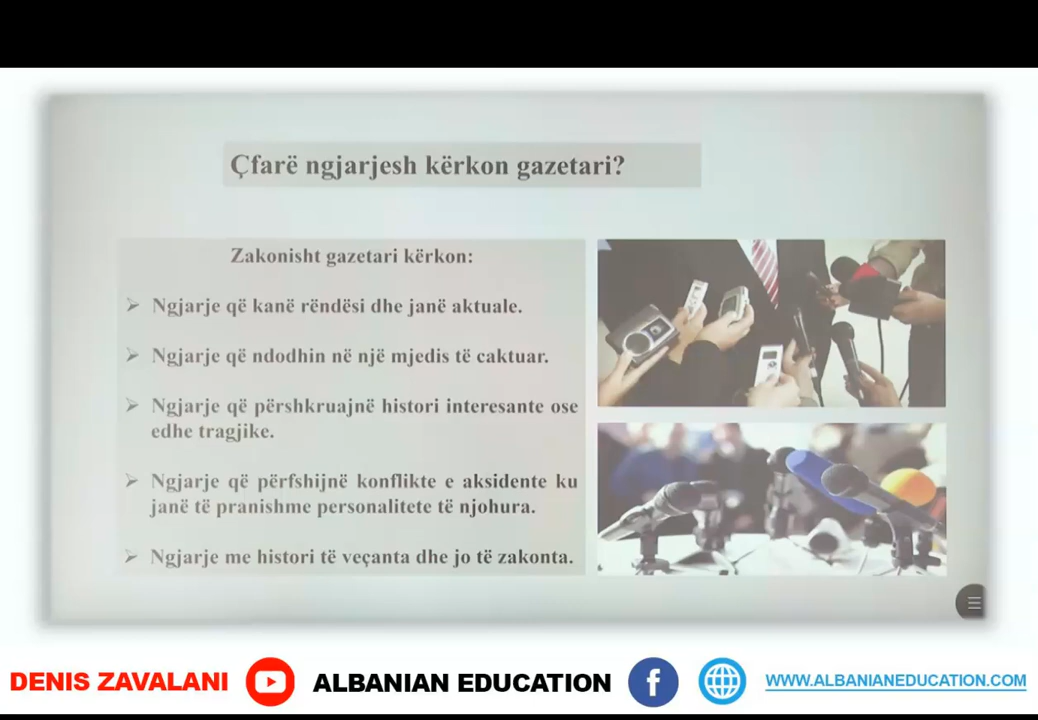 Çfarë ngjarjesh kërkon gazetari?
Zakonisht gazetari kërkon:
➢ Ngjarje që kanë rëndësi dhe janë aktuale.
➢ Ngjarje që ndodhin në një mjedis të caktuar.
➢ Ngjarje që përshkruajnë histori interesante ose
edhe tragjike.
➢ Ngjarje që përfshijnë konflikte e aksidente ku
janë të pranishme personalitete të njohura.
➢ Ngjarje me histori të veçanta dhe jo të zakonta.
DENIS ZAVALANI ALBANIAN EDUCATION f WWW.ALBANIANEDUCATION.COM